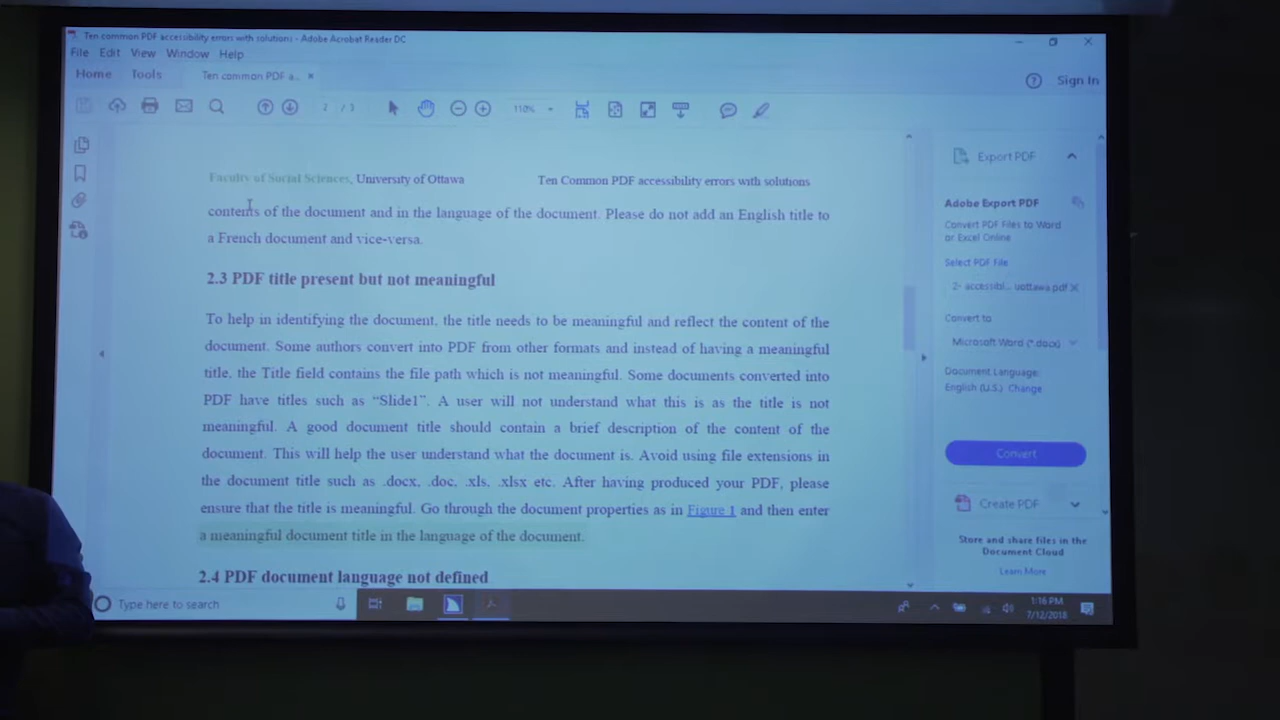 Ten common PDF accessibility errors with solutions - Adobe Acrobat Reader DC
File Edit View Window Help
Home Tools Ten common PDF a... ×
? Sign In
2 / 3 110%
Faculty of Social Sciences, University of Ottawa Ten Common PDF accessibility errors with solutions
contents of the document and in the language of the document. Please do not add an English title to
a French document and vice-versa.
2.3 PDF title present but not meaningful
To help in identifying the document, the title needs to be meaningful and reflect the content of the
document. Some authors convert into PDF from other formats and instead of having a meaningful
title, the Title field contains the file path which is not meaningful. Some documents converted into
PDF have titles such as “Slide1”. A user will not understand what this is as the title is not
meaningful. A good document title should contain a brief description of the content of the
document. This will help the user understand what the document is. Avoid using file extensions in
the document title such as .docx, .doc, .xls, .xlsx etc. After having produced your PDF, please
ensure that the title is meaningful. Go through the document properties as in Figure 1 and then enter
a meaningful document title in the language of the document.
2.4 PDF document language not defined
Export PDF
Adobe Export PDF
Convert PDF Files to Word
or Excel Online
Select PDF File
2- accessibl... uottawa.pdf ×
Convert to
Microsoft Word (*.docx)
Document Language:
English (U.S.) Change
Convert
Create PDF
Store and share files in the
Document Cloud
Learn More
Type here to search
1:16 PM
7/12/2018